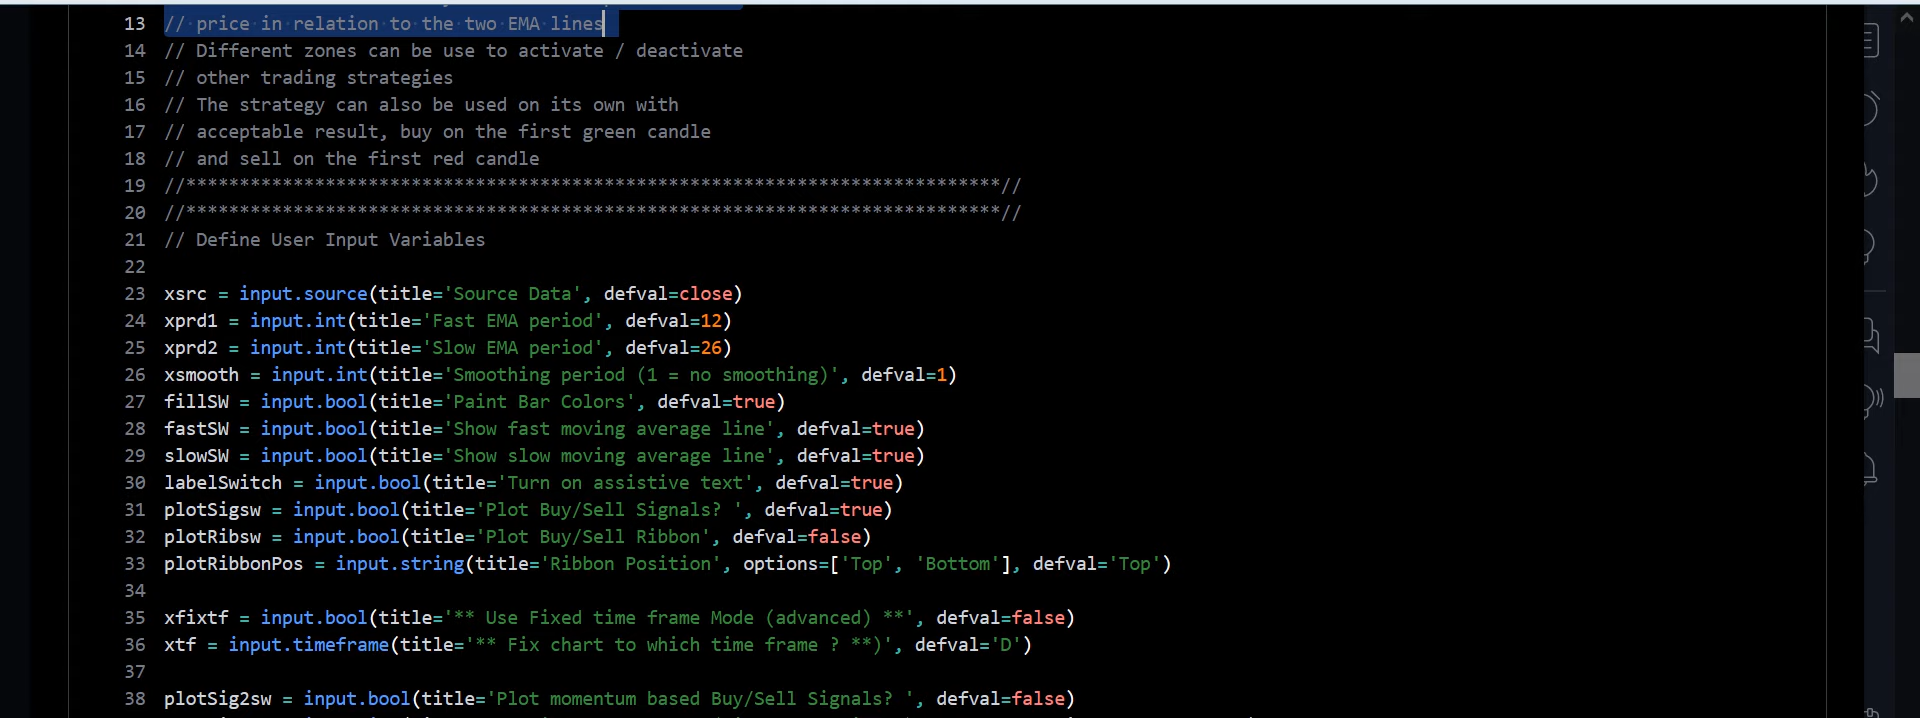 13 // price in relation to the two EMA lines
14 // Different zones can be use to activate / deactivate
15 // other trading strategies
16 // The strategy can also be used on its own with
17 // acceptable result, buy on the first green candle
18 // and sell on the first red candle
19 //****************************************************************************//
20 //****************************************************************************//
21 // Define User Input Variables
22
23 xsrc = input.source(title='Source Data', defval=close)
24 xprd1 = input.int(title='Fast EMA period', defval=12)
25 xprd2 = input.int(title='Slow EMA period', defval=26)
26 xsmooth = input.int(title='Smoothing period (1 = no smoothing)', defval=1)
27 fillSW = input.bool(title='Paint Bar Colors', defval=true)
28 fastSW = input.bool(title='Show fast moving average line', defval=true)
29 slowSW = input.bool(title='Show slow moving average line', defval=true)
30 labelSwitch = input.bool(title='Turn on assistive text', defval=true)
31 plotSigsw = input.bool(title='Plot Buy/Sell Signals? ', defval=true)
32 plotRibsw = input.bool(title='Plot Buy/Sell Ribbon', defval=false)
33 plotRibbonPos = input.string(title='Ribbon Position', options=['Top', 'Bottom'], defval='Top')
34
35 xfixtf = input.bool(title='** Use Fixed time frame Mode (advanced) **', defval=false)
36 xtf = input.timeframe(title='** Fix chart to which time frame ? **)', defval='D')
37
38 plotSig2sw = input.bool(title='Plot momentum based Buy/Sell Signals? ', defval=false)